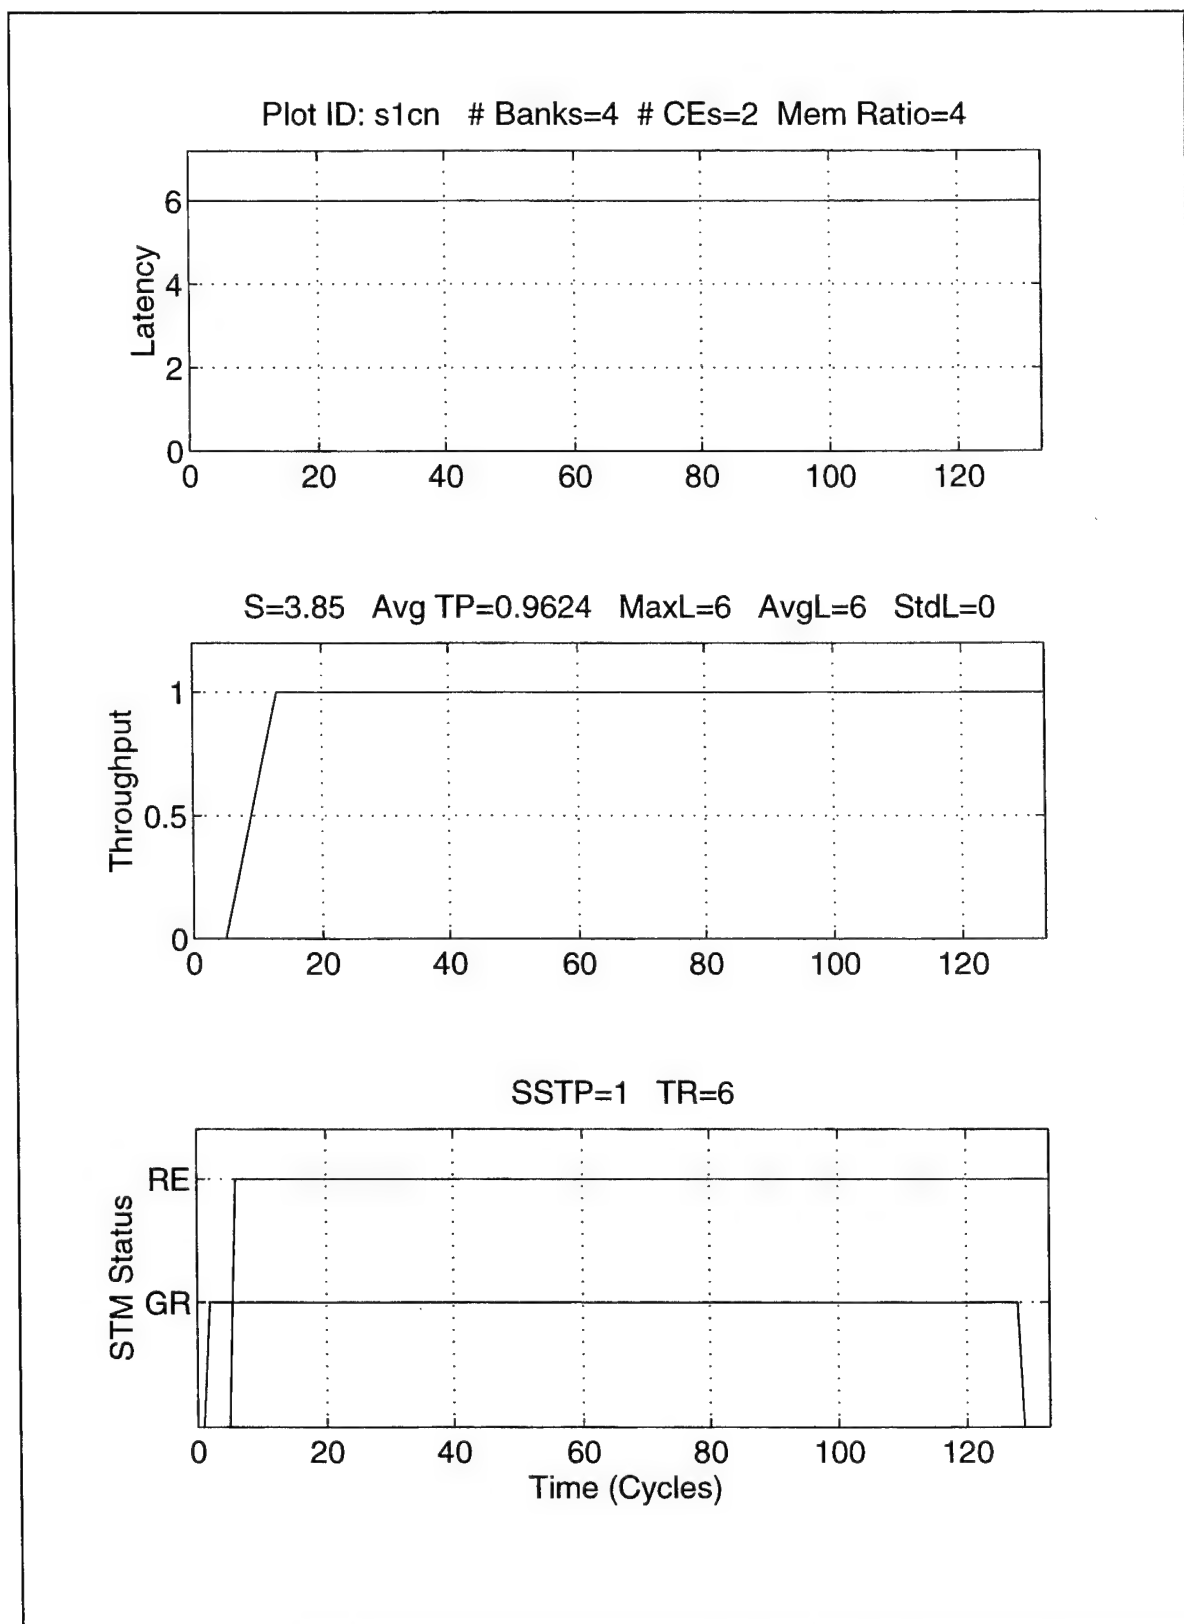 Plot ID: s1cn # Banks=4 # CEs=2 Mem Ratio=4
6
4
2
0
Latency
0 20 40 60 80 100 120
S=3.85 Avg TP=0.9624 MaxL=6 AvgL=6 StdL=0
1
0.5
0
Throughput
0 20 40 60 80 100 120
SSTP=1 TR=6
RE
GR
STM Status
0 20 40 60 80 100 120
Time (Cycles)